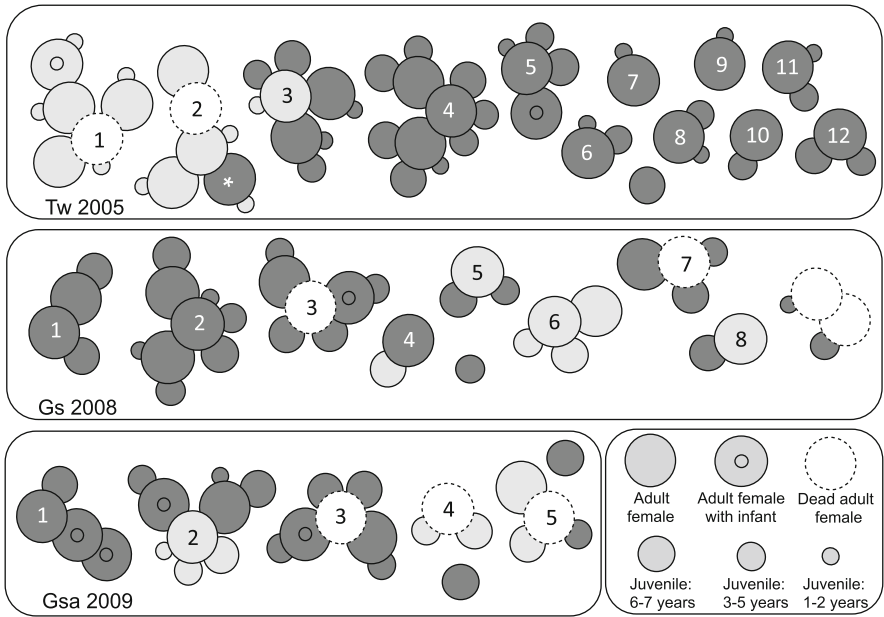 1
2
*
3
4
5
6
7
8
9
10
11
12
Tw 2005
1
2
3
4
5
6
7
8
Gs 2008
1
2
3
4
5
Gsa 2009
Adult
female
Adult female
with infant
Dead adult
female
Juvenile:
6-7 years
Juvenile:
3-5 years
Juvenile:
1-2 years